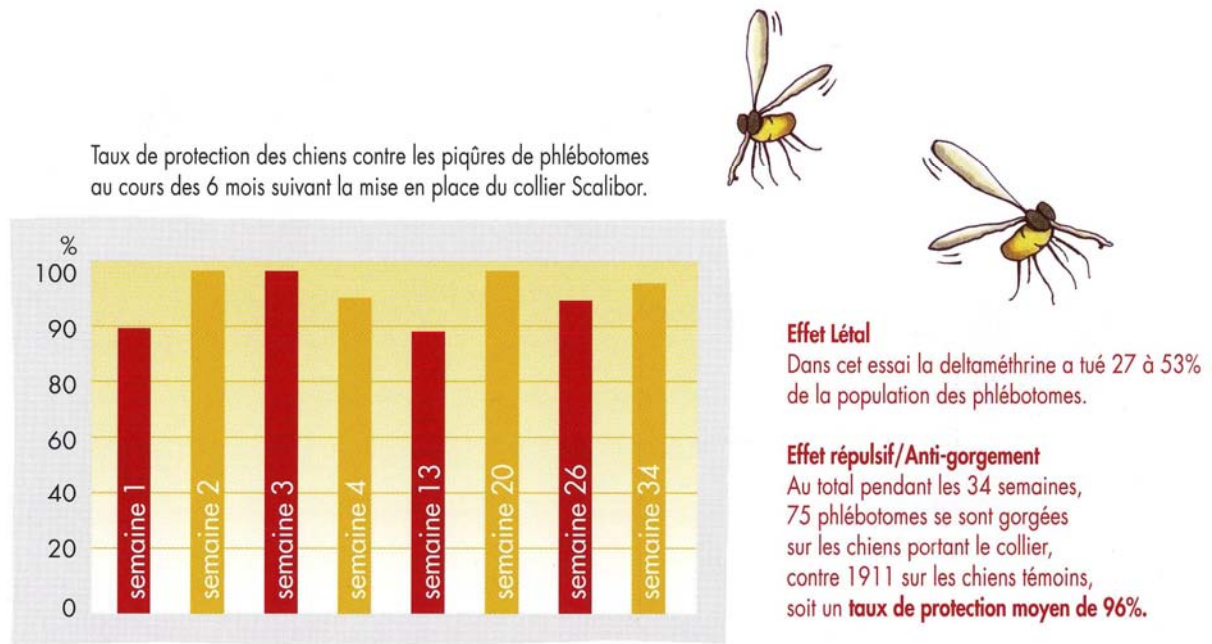 Taux de protection des chiens contre les piqûres de phlébotomes
au cours des 6 mois suivant la mise en place du collier Scalibor.
%
100
90
80
60
40
20
0
semaine 1
semaine 2
semaine 3
semaine 4
semaine 13
semaine 20
semaine 26
semaine 34
Effet Létal
Dans cet essai la deltaméthrine a tué 27 à 53%
de la population des phlébotomes.
Effet répulsif/Anti-gorgement
Au total pendant les 34 semaines,
75 phlébotomes se sont gorgées
sur les chiens portant le collier,
contre 1911 sur les chiens témoins,
soit un taux de protection moyen de 96%.